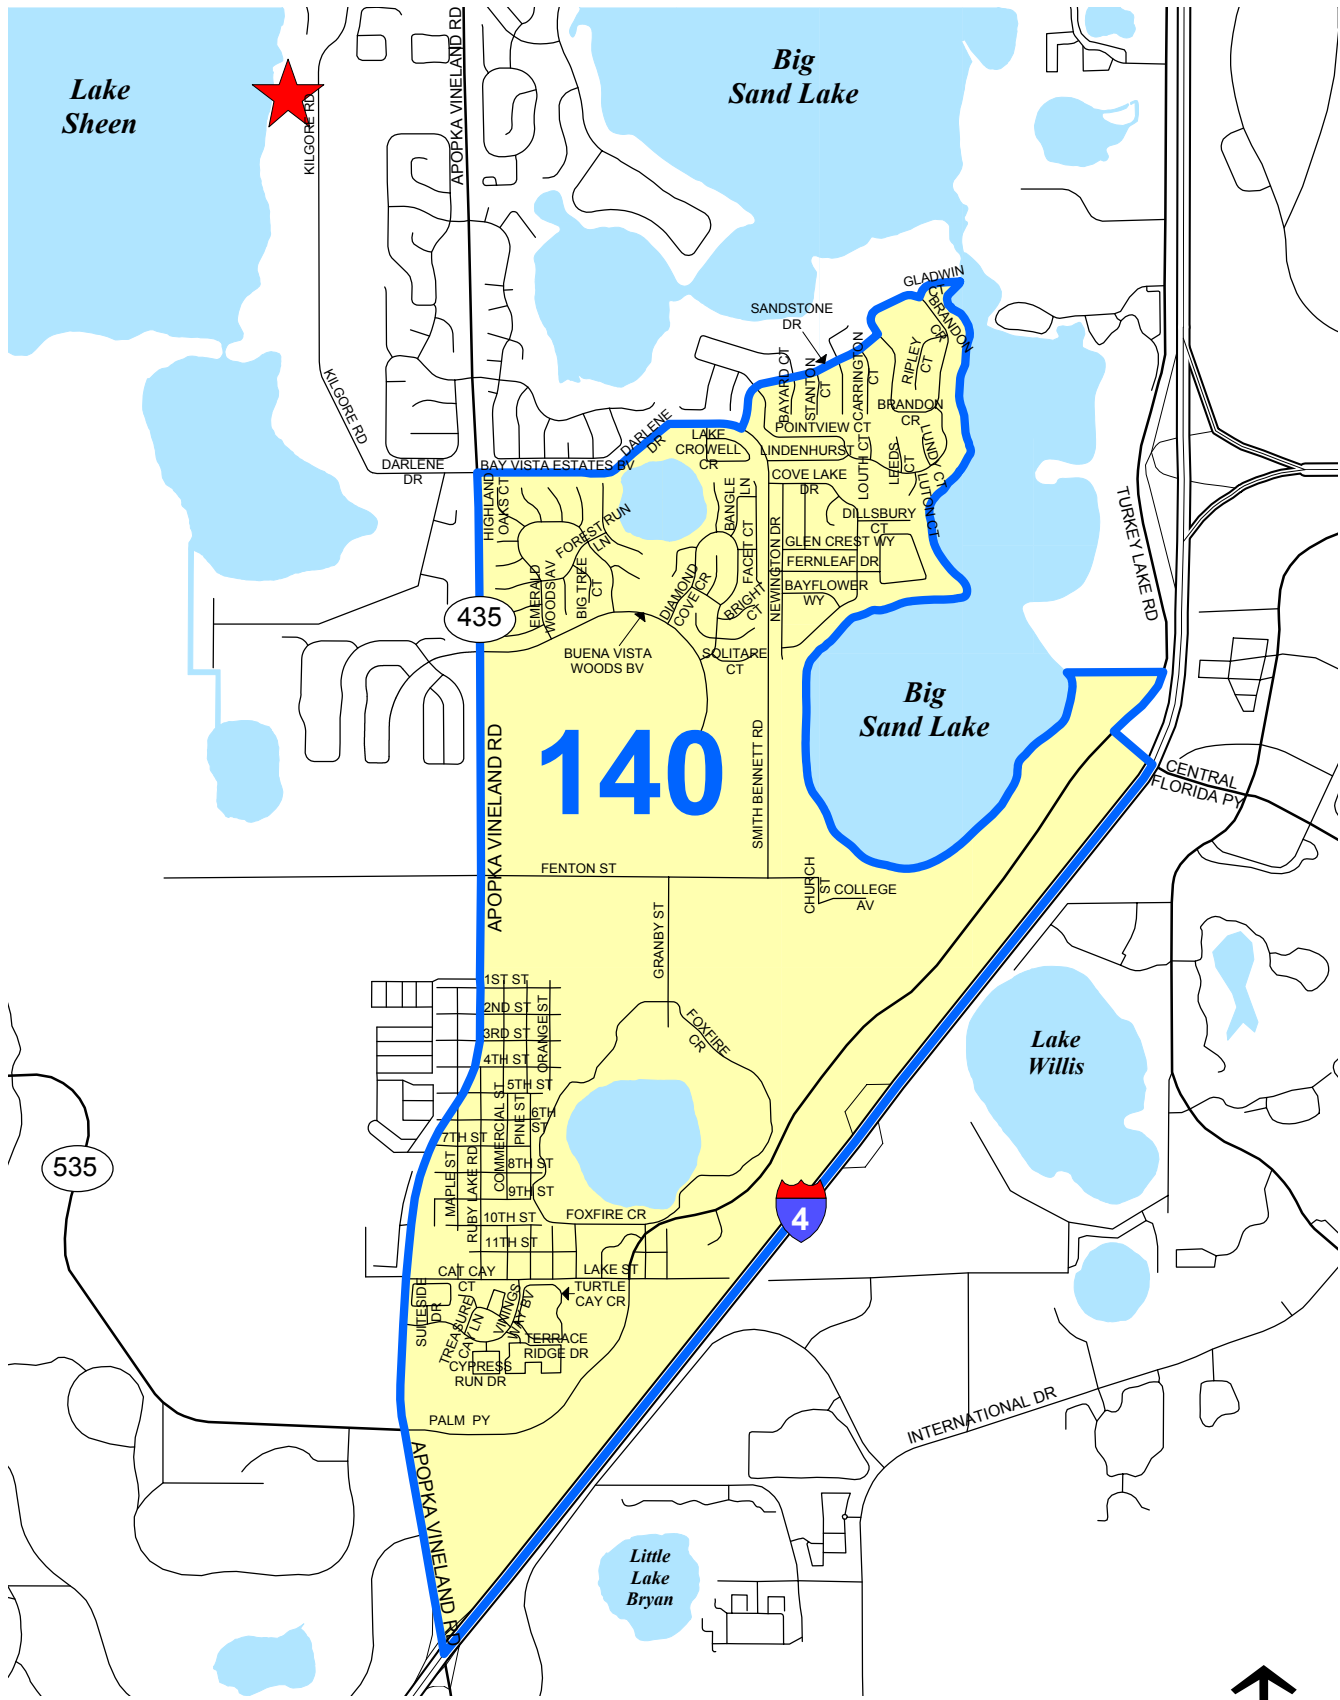 Lake
Sheen
KILGORE RD
APOPKA VINELAND RD
Big
Sand Lake
GLADWIN
CT
BRANDON
CR
SANDSTONE
DR
BAYARD CT
STANTON
CT
CARRINGTON
CT
RIPLEY
CT
BRANDON
CR
KILGORE RD
DARLENE
DR
DARLENE
DR
BAY VISTA ESTATES BV
LAKE
CROWELL
CR
POINTVIEW CT
LINDENHURST
COVE LAKE
DR
LOUTH CT
LEEDS
CT
LUNDY CT
LUTON CT
HIGHLAND
OAKS CT
FOREST RUN
LN
BANGLE
LN
FACET CT
DILLSBURY
CT
GLEN CREST WY
FERNLEAF DR
BAYFLOWER
WY
NEWINGTON DR
TURKEY LAKE RD
EMERALD
WOODS AV
BIG TREE
CT
DIAMOND
COVE CR
BRIGHT
CT
435
BUENA VISTA
WOODS BV
SOLITARE
CT
Big
Sand Lake
140
APOPKA VINELAND RD
SMITH BENNETT RD
CENTRAL
FLORIDA PY
FENTON ST
CHURCH
ST
COLLEGE
AV
GRANBY ST
1ST ST
2ND ST
3RD ST
4TH ST
5TH ST
6TH
ST
7TH ST
8TH ST
9TH ST
10TH ST
11TH ST
ORANGE ST
PINE ST
COMMERCIAL ST
RUBY LAKE RD
MAPLE ST
FOXFIRE
CR
FOXFIRE CR
Lake
Willis
535
4
CAT CAY
CT
LAKE ST
TURTLE
CAY CR
SUITESIDE
DR
TREASURE
CAY LN
VININGS
WAY BV
TERRACE
RIDGE DR
CYPRESS
RUN DR
PALM PY
INTERNATIONAL DR
APOPKA VINELAND RD
Little
Lake
Bryan